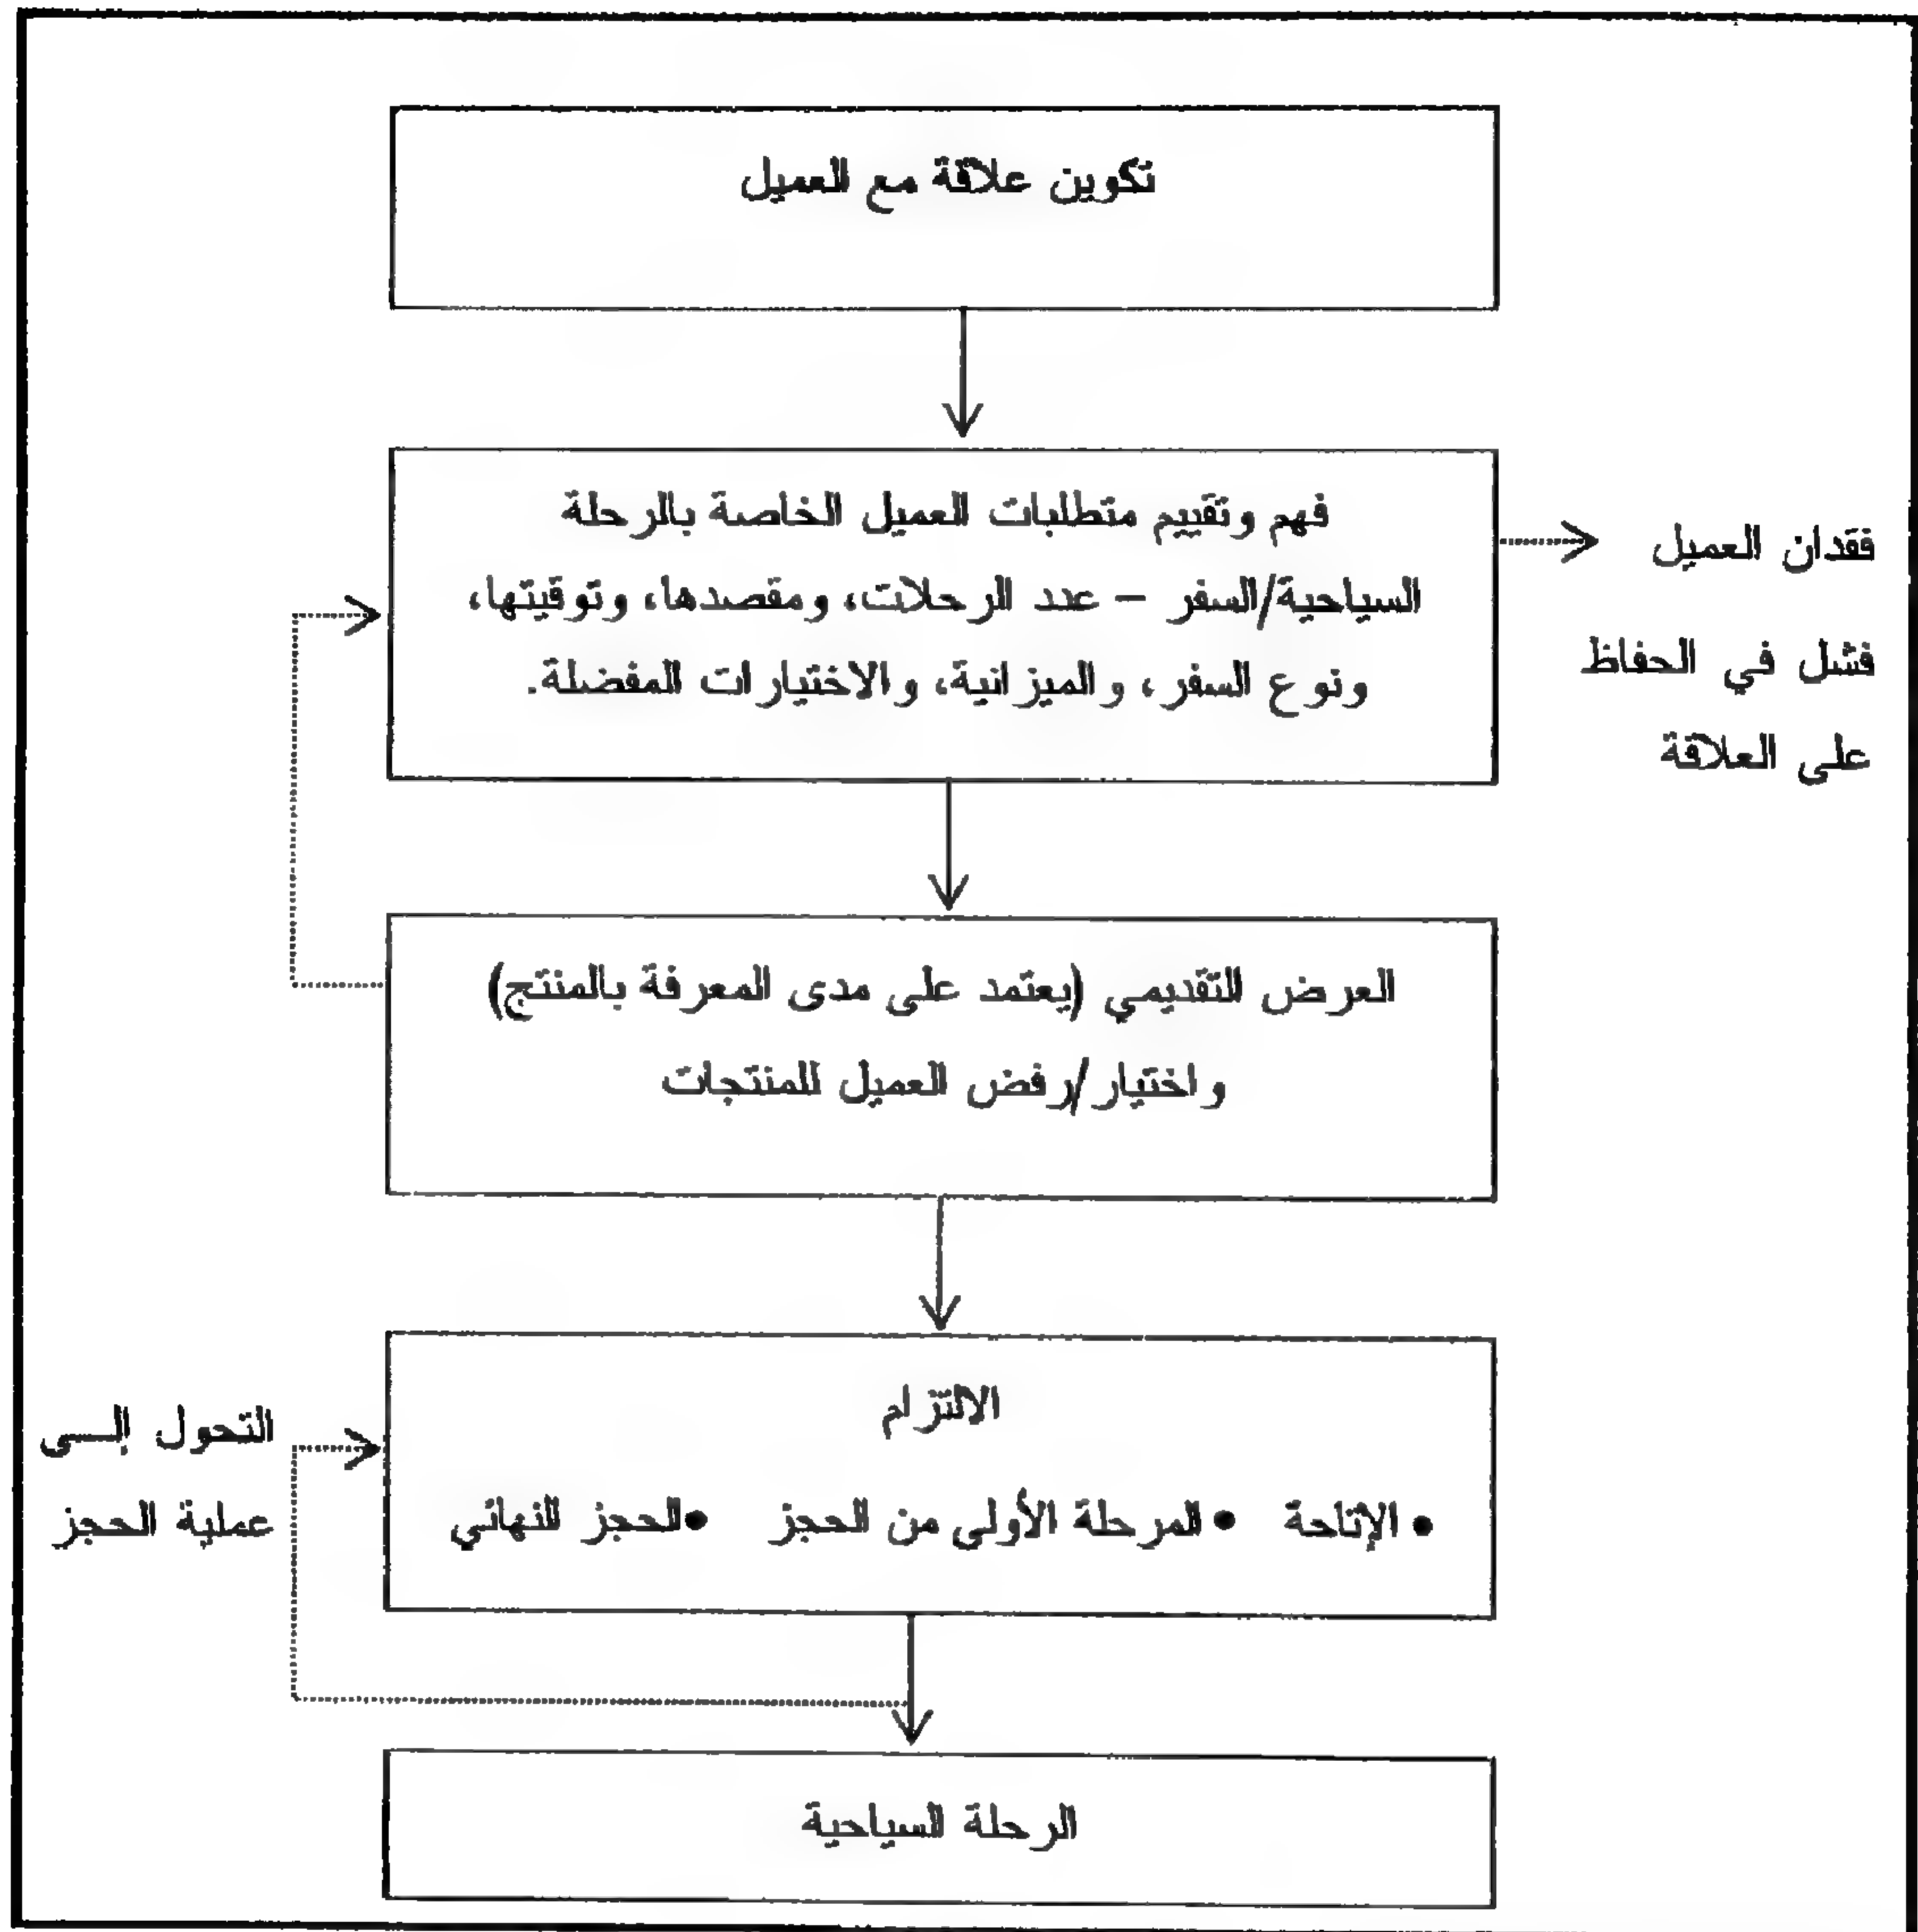 تكوين علاقة مع العميل
فهم وتقييم متطلبات العميل الخاصة بالرحلة
السياحية/السفر – عدد الرحلات، ومقصدها، وتوقيتها،
ونوع السفر، والميزانية، والاختيارات المفضلة.
فقدان العميل
فشل في الحفاظ
على العلاقة
العرض التقديمي (يعتمد على مدى المعرفة بالمنتج)
واختيار/رفض العميل للمنتجات
الالتزام
• الإتاحة • المرحلة الأولى من الحجز •الحجز النهائي
التحول إلــى
عملية الحجز
الرحلة السياحية